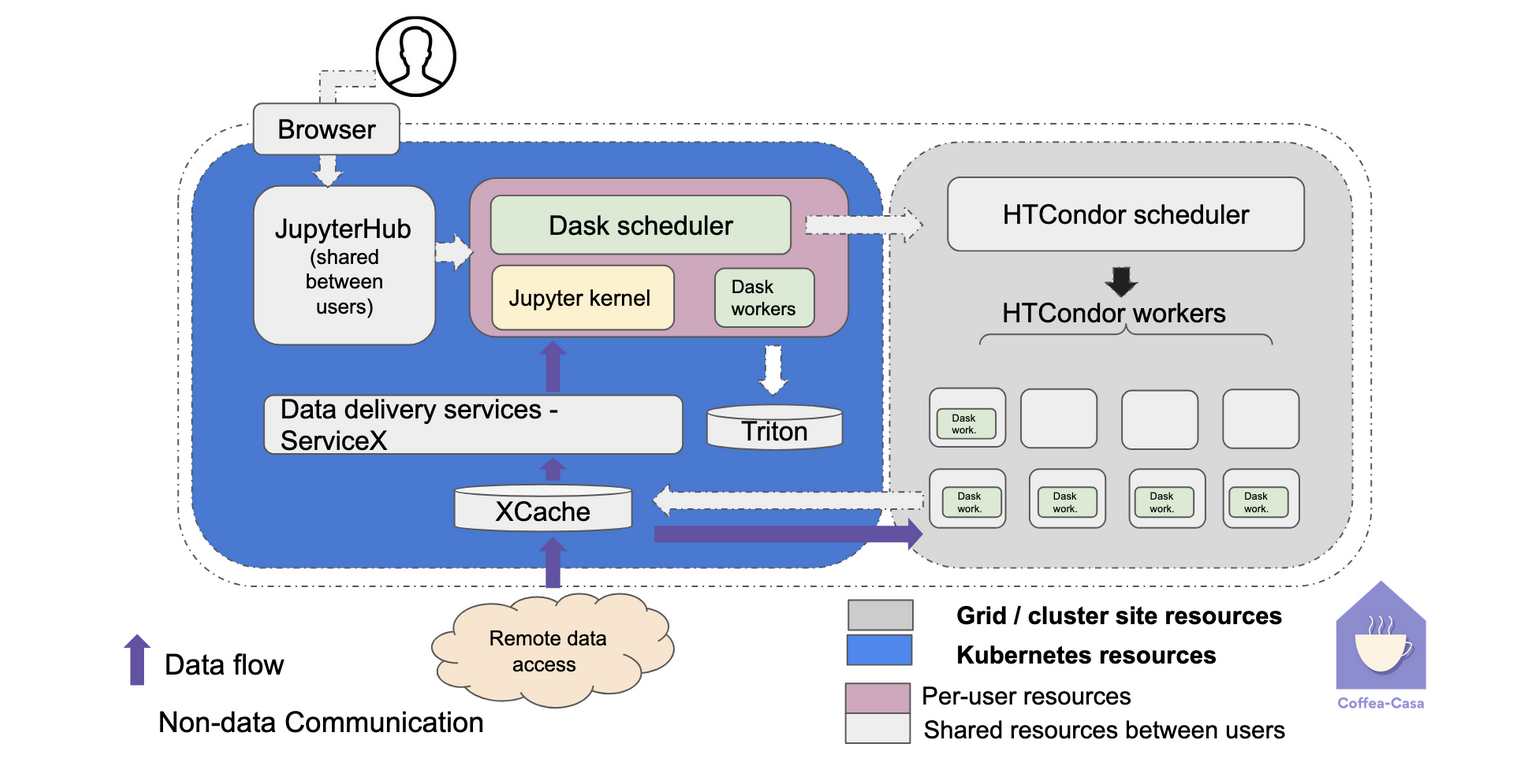 Browser
JupyterHub
(shared
between
users)
Dask scheduler
Jupyter kernel
Dask
workers
HTCondor scheduler
HTCondor workers
Data delivery services -
ServiceX
Triton
XCache
Dask
work.
Dask
work.
Dask
work.
Dask
work.
Dask
work.
Remote data
access
Data flow
Non-data Communication
Grid / cluster site resources
Kubernetes resources
Per-user resources
Shared resources between users
Coffea-Casa